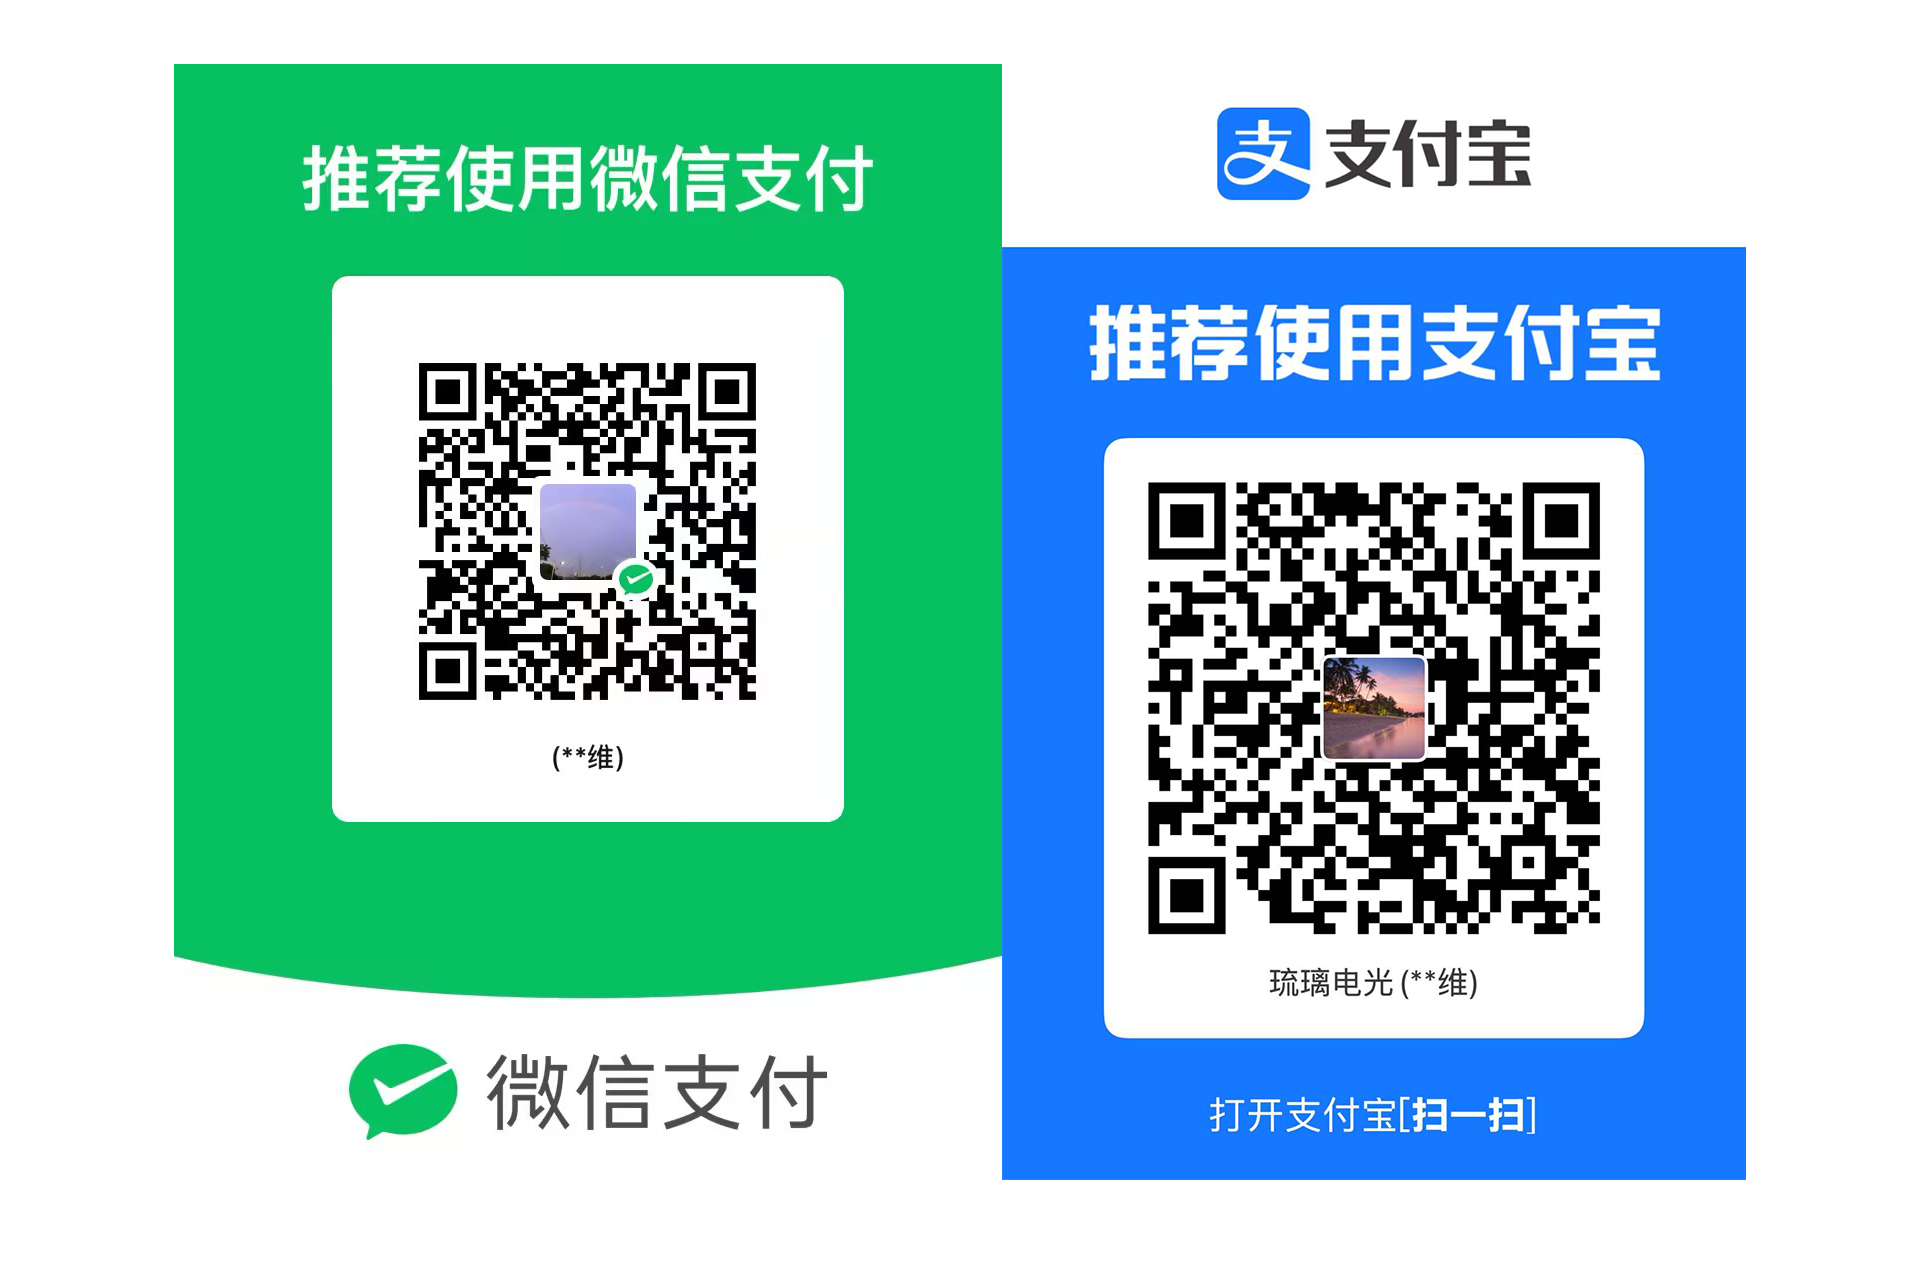 推荐使用微信支付
(**维)
微信支付
支 支付宝
推荐使用支付宝
琉璃电光 (**维)
打开支付宝[扫一扫]